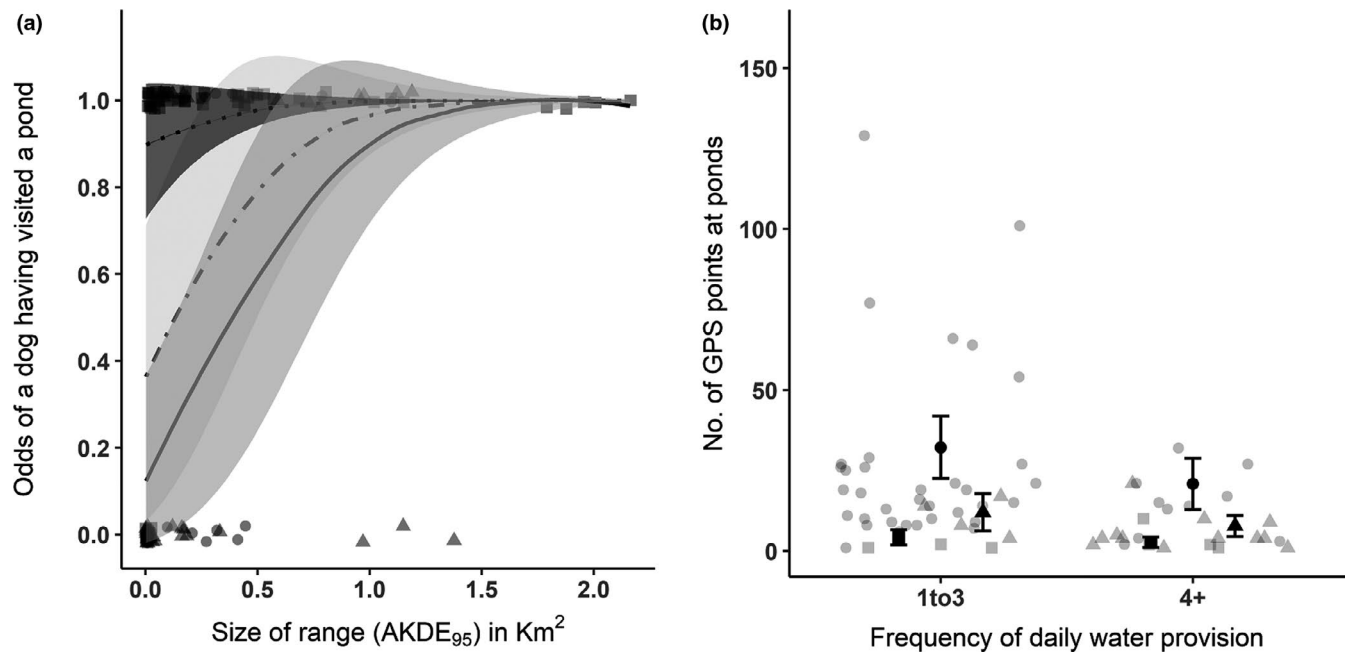 (a)
Odds of a dog having visited a pond
1.0
0.8
0.6
0.4
0.2
0.0
0.0 0.5 1.0 1.5 2.0
Size of range (AKDE₉₅) in Km²
(b)
No. of GPS points at ponds
150
100
50
0
1to3 4+
Frequency of daily water provision